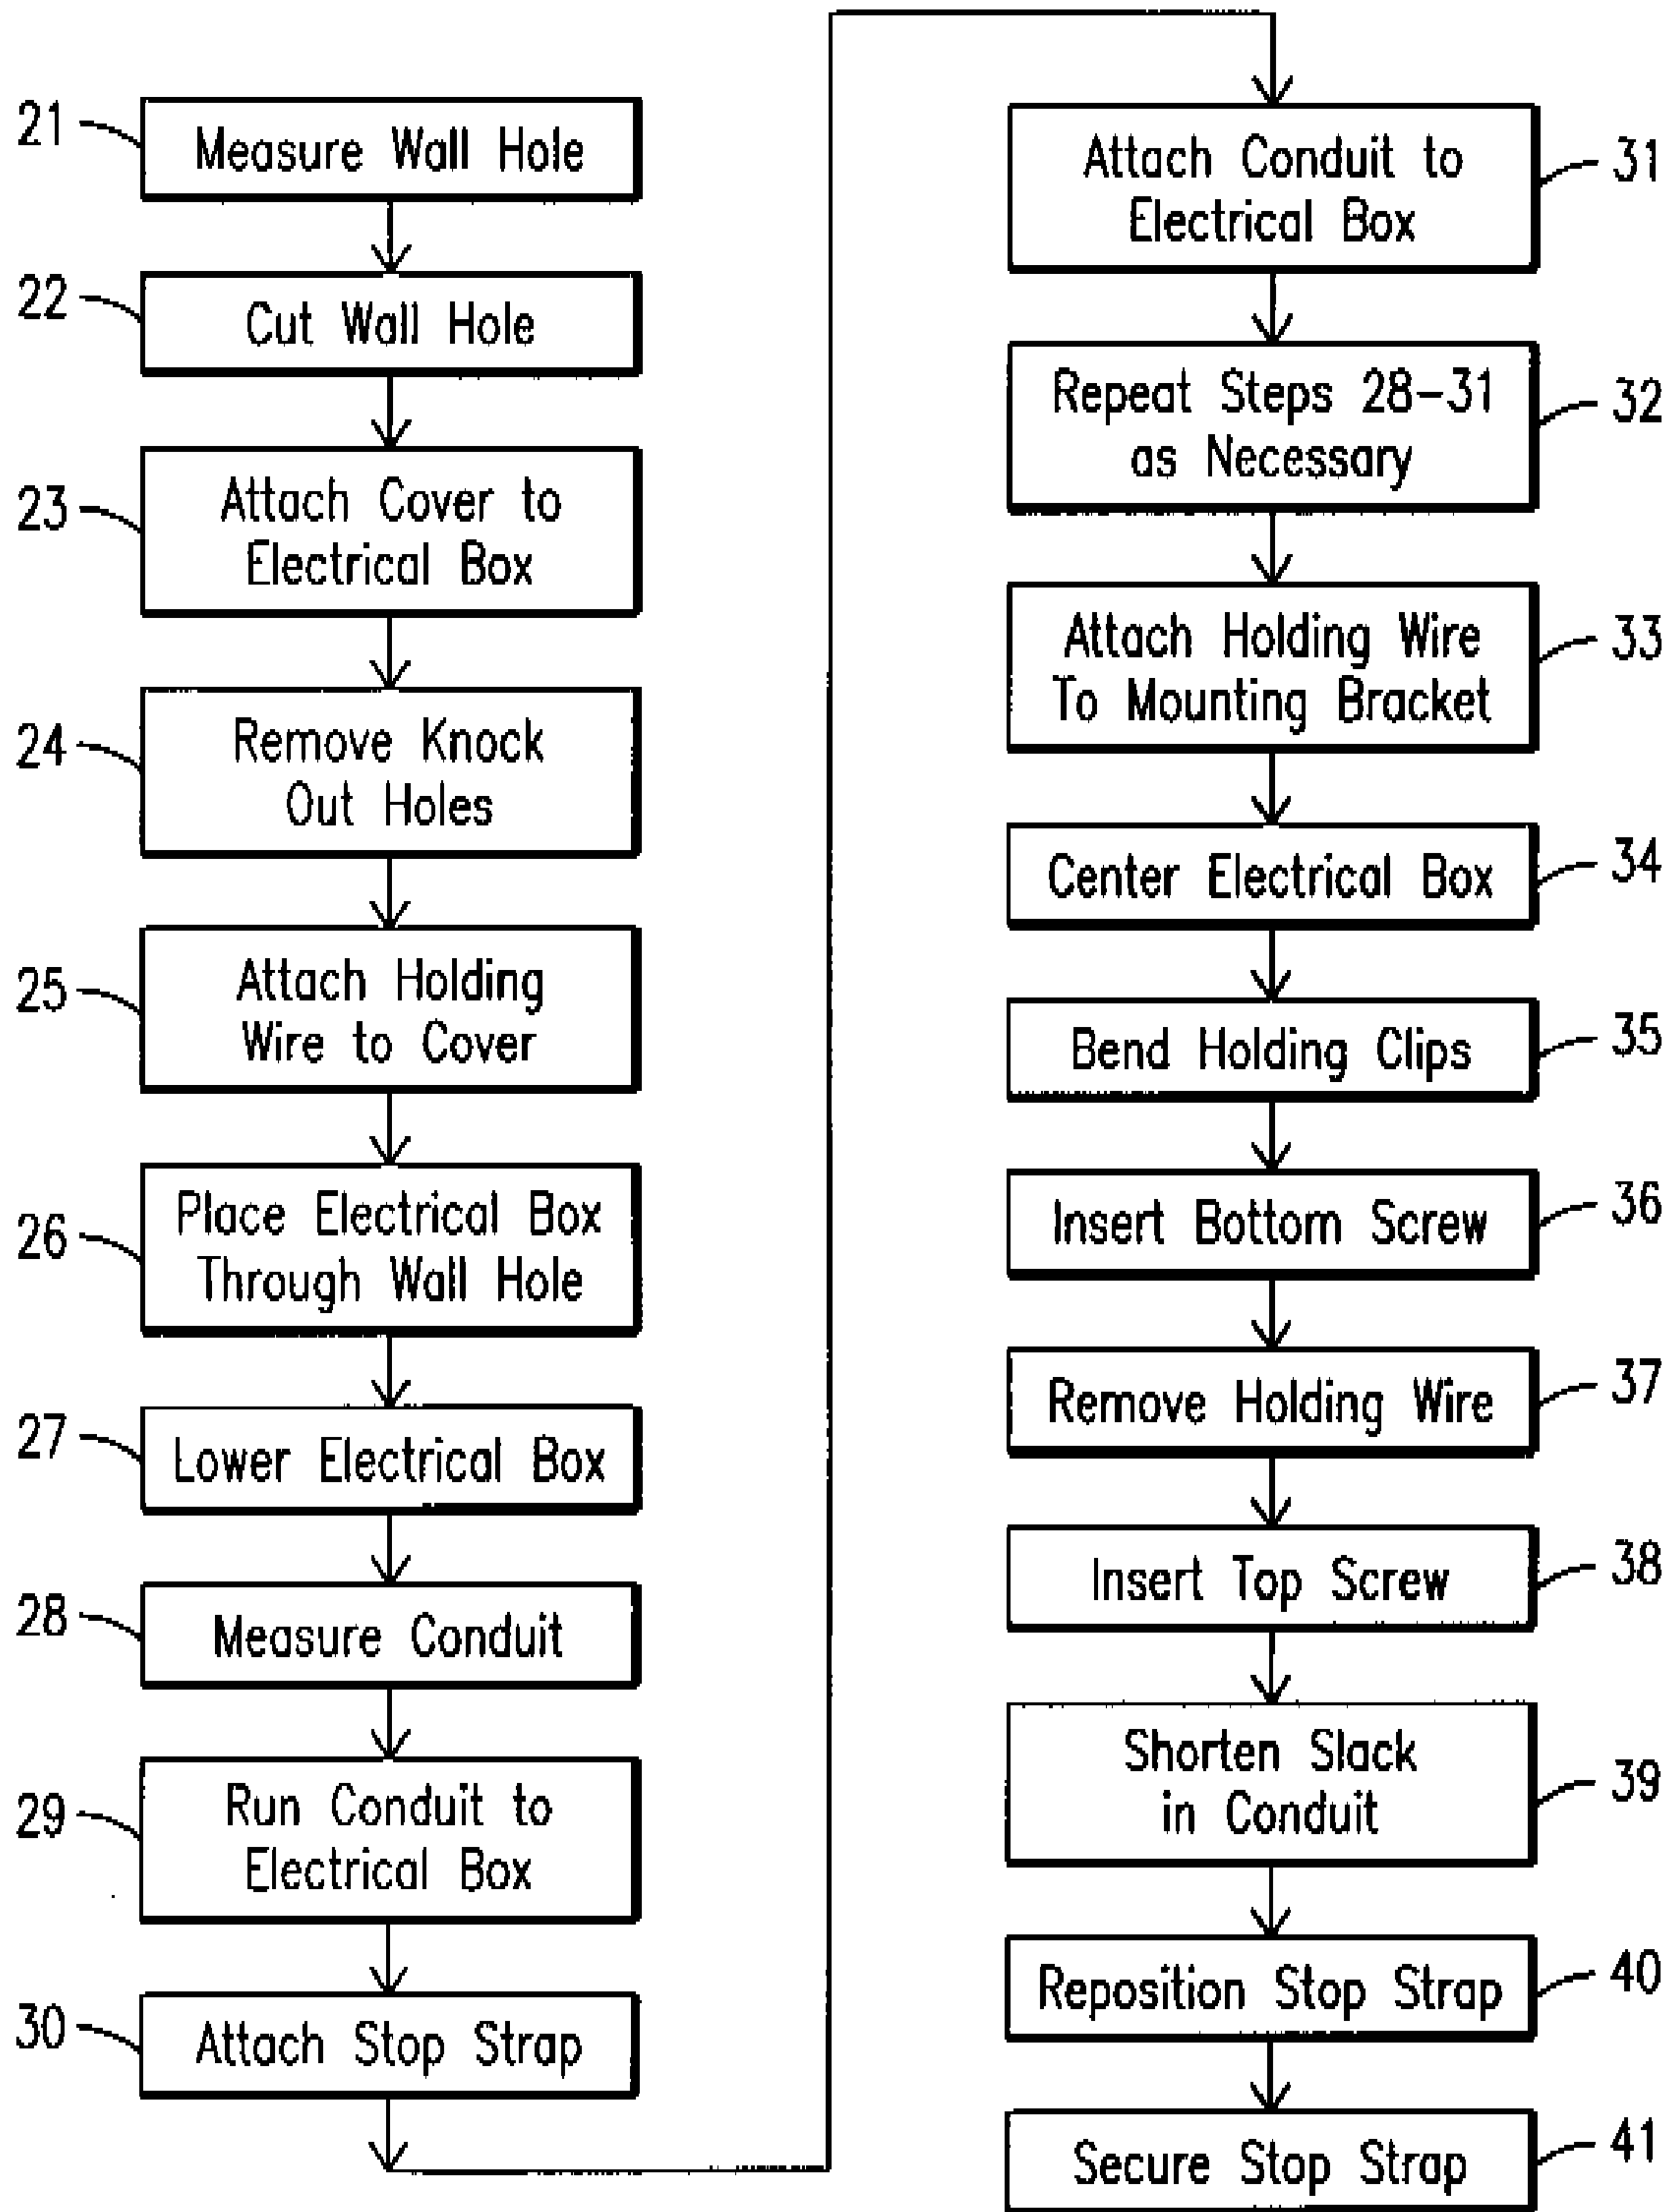 21
Measure Wall Hole
22
Cut Wall Hole
23
Attach Cover to
Electrical Box
24
Remove Knock
Out Holes
25
Attach Holding
Wire to Cover
26
Place Electrical Box
Through Wall Hole
27
Lower Electrical Box
28
Measure Conduit
29
Run Conduit to
Electrical Box
30
Attach Stop Strap
Attach Conduit to
Electrical Box
31
Repeat Steps 28-31
as Necessary
32
Attach Holding Wire
To Mounting Bracket
33
Center Electrical Box
34
Bend Holding Clips
35
Insert Bottom Screw
36
Remove Holding Wire
37
Insert Top Screw
38
Shorten Slack
in Conduit
39
Reposition Stop Strap
40
Secure Stop Strap
41